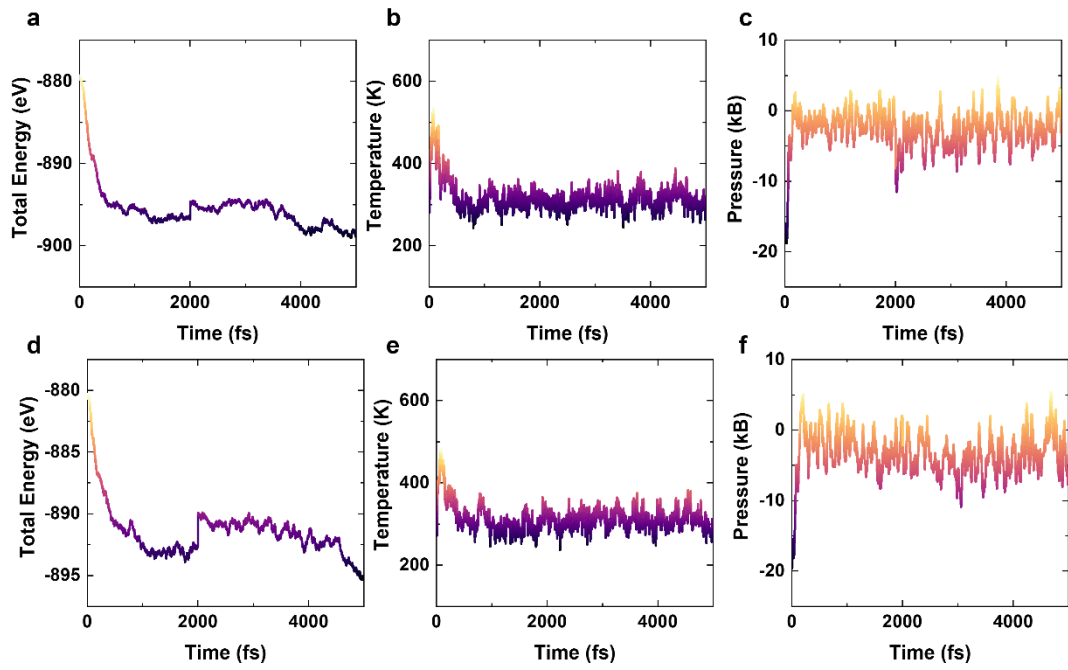 a
b
c
Total Energy (eV)
-880
-890
-900
0
2000
4000
Time (fs)
Temperature (K)
600
400
200
0
2000
4000
Time (fs)
Pressure (kB)
10
0
-10
-20
0
2000
4000
Time (fs)
d
e
f
Total Energy (eV)
-880
-885
-890
-895
0
2000
4000
Time (fs)
Temperature (K)
600
400
200
0
2000
4000
Time (fs)
Pressure (kB)
10
0
-10
-20
0
2000
4000
Time (fs)